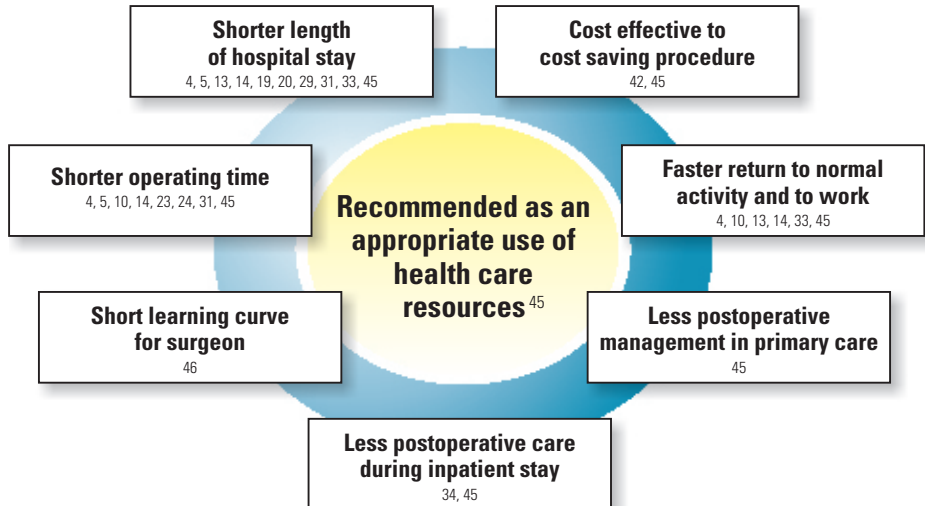 Shorter length
of hospital stay
4, 5, 13, 14, 19, 20, 29, 31, 33, 45
Cost effective to
cost saving procedure
42, 45
Shorter operating time
4, 5, 10, 14, 23, 24, 31, 45
Faster return to normal
activity and to work
4, 10, 13, 14, 33, 45
Recommended as an
appropriate use of
health care
resources 45
Short learning curve
for surgeon
46
Less postoperative
management in primary care
45
Less postoperative care
during inpatient stay
34, 45